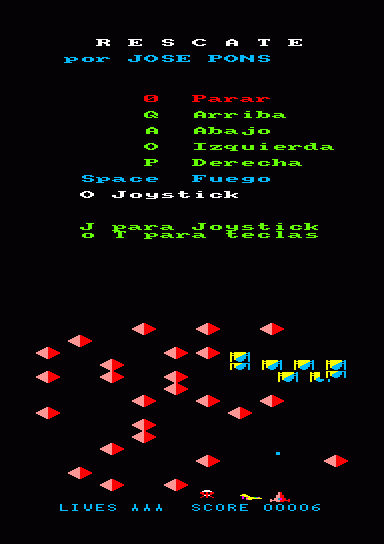 R E S C A T E
por JOSE PONS
0 Parar
Q Arriba
A Abajo
O Izquierda
P Derecha
Space Fuego
O Joystick
J para Joystick
o T para teclas
LIVES SCORE 00006